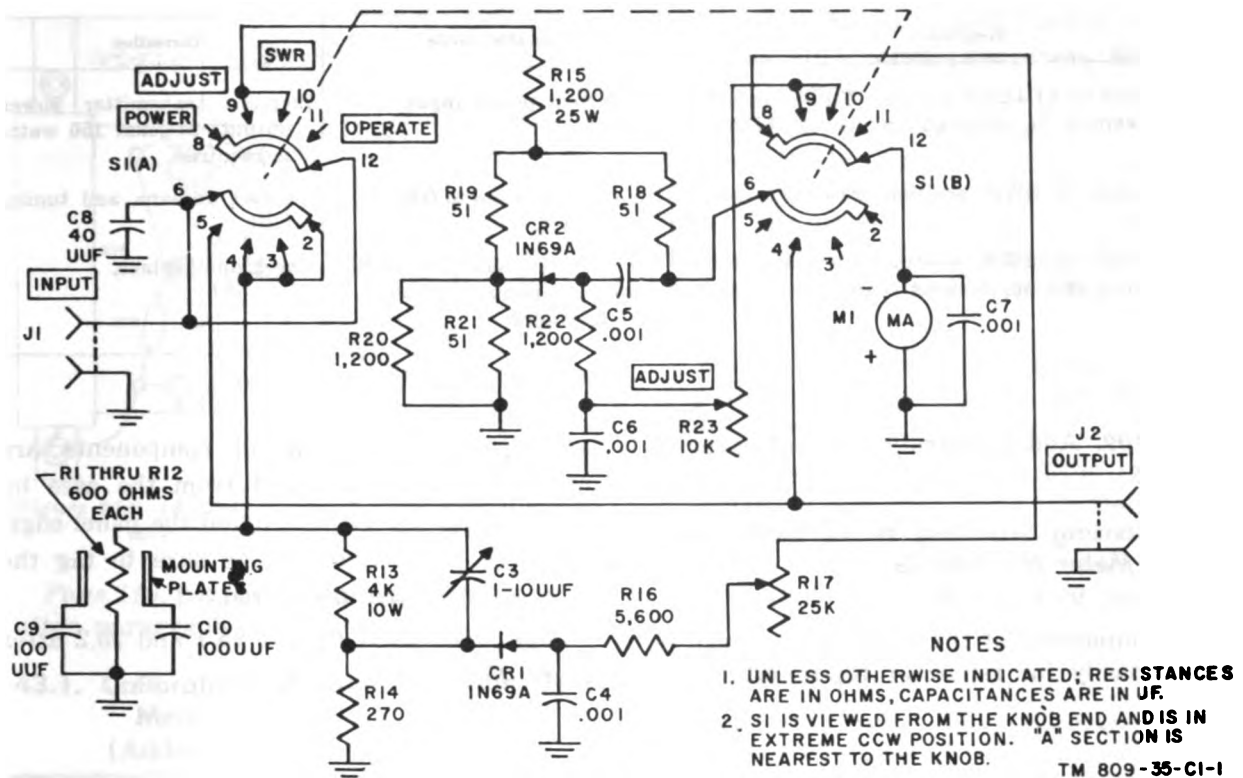 SWR
ADJUST
POWER
OPERATE
8
9
10
11
12
S1(A)
6
5
4
3
2
C8
40
UUF
INPUT
J1
R15
1,200
25W
R19
51
R18
51
CR2
1N69A
R20
1,200
R21
51
R22
1,200
C5
.001
C6
.001
ADJUST
R23
10K
8
9
10
11
12
S1(B)
6
5
4
3
2
-
M1
MA
+
C7
.001
J2
OUTPUT
R1 THRU R12
600 OHMS
EACH
MOUNTING
PLATES
C9
100
UUF
C10
100UUF
R13
4K
10W
C3
1-10UUF
R14
270
CR1
1N69A
C4
.001
R16
5,600
R17
25K
NOTES
1. UNLESS OTHERWISE INDICATED; RESISTANCES
ARE IN OHMS, CAPACITANCES ARE IN UF.
2. S1 IS VIEWED FROM THE KNOB END AND IS IN
EXTREME CCW POSITION. "A" SECTION IS
NEAREST TO THE KNOB.
TM 809-35-C1-1